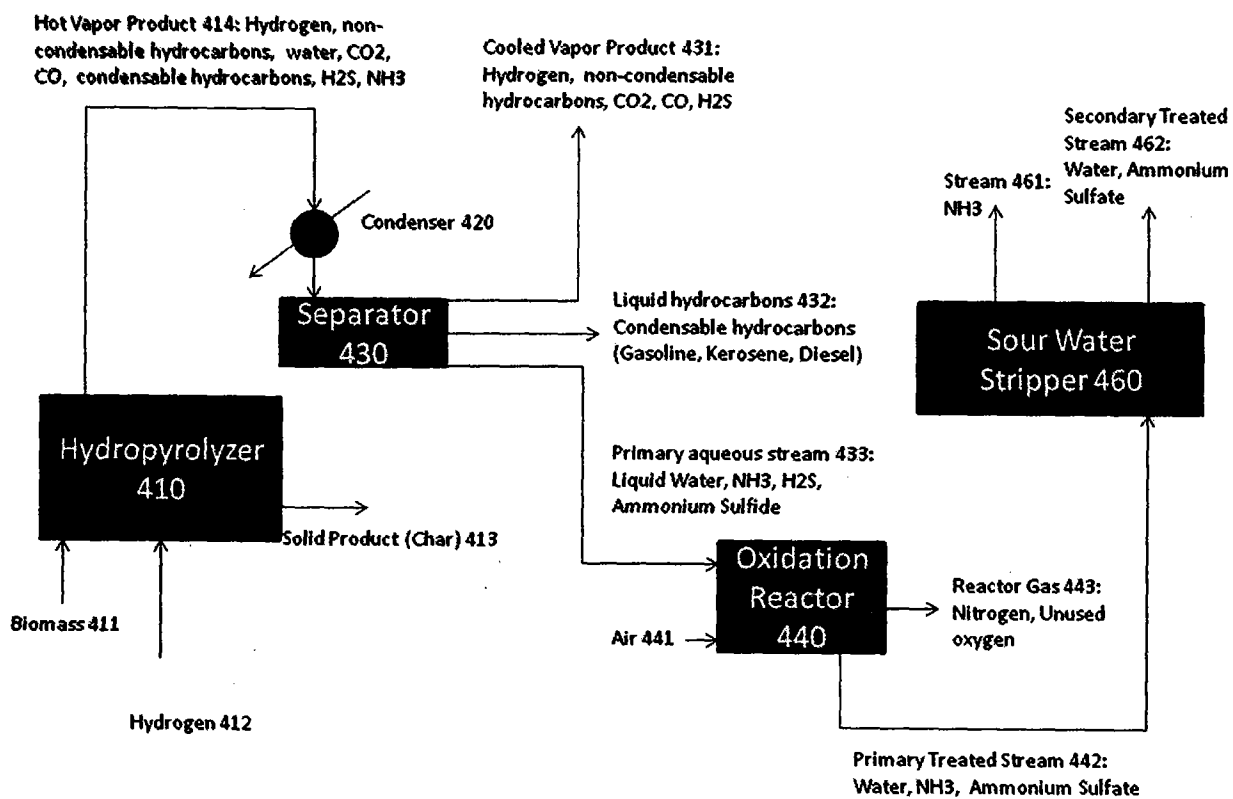 Hot Vapor Product 414: Hydrogen, non-
condensable hydrocarbons, water, CO2,
CO, condensable hydrocarbons, H2S, NH3
Cooled Vapor Product 431:
Hydrogen, non-condensable
hydrocarbons, CO2, CO, H2S
Secondary Treated
Stream 462:
Water, Ammonium
Sulfate
Stream 461:
NH3
Condenser 420
Separator
430
Liquid hydrocarbons 432:
Condensable hydrocarbons
(Gasoline, Kerosene, Diesel)
Sour Water
Stripper 460
Hydropyrolyzer
410
Primary aqueous stream 433:
Liquid Water, NH3, H2S,
Ammonium Sulfide
Solid Product (Char) 413
Oxidation
Reactor
440
Reactor Gas 443:
Nitrogen, Unused
oxygen
Biomass 411
Air 441
Hydrogen 412
Primary Treated Stream 442:
Water, NH3, Ammonium Sulfate